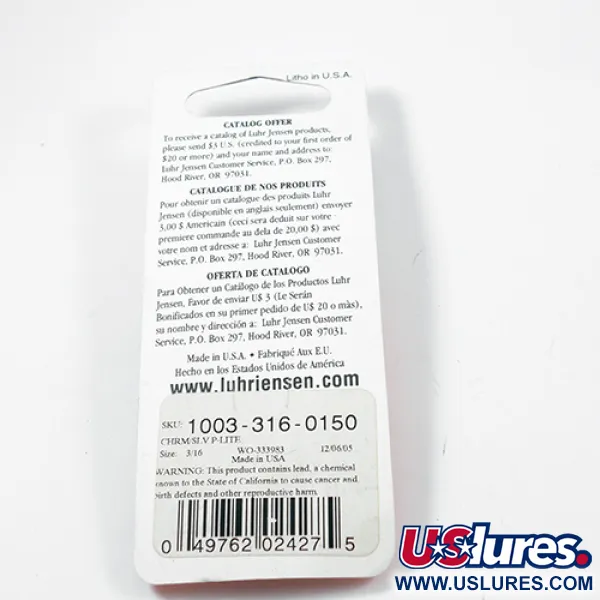 Litho in U.S.A.
CATALOG OFFER
To receive a catalog of Luhr Jensen products,
please send $3 U.S. (credited to your first order of
$20 or more) and your name and address to:
Luhr Jensen Customer Service, P.O. Box 297,
Hood River, OR 97031.
CATALOGUE DE NOS PRODUITS
Pour obtenir un catalogue des produits Luhr
Jensen (disponible en anglais seulement) envoyer
3,00 $ Americain (ceci sera deduit sur votre
premiere commande au dela de 20,00 $) avec
votre nom et adresse a: Luhr Jensen Customer
Service, P.O. Box 297, Hood River, OR 97031.
OFERTA DE CATALOGO
Para Obtener un Catálogo de los Productos Luhr
Jensen, Favor de enviar U$ 3 (Le Serán
Bonificados en su primer pedido de U$ 20 o màs),
su nombre y dirección a: Luhr Jensen Customer
Service, P.O. Box 297, Hood River, OR 97031.
Made in U.S.A. • Fabriqué Aux E.U.
Hecho en los Estados Unidos de América
www.luhrjensen.com
SKU: 1003-316-0150
CHRM/SLV P-LITE
Size: 3/16 WO-333983 12/06/05
Made in USA
WARNING: This product contains lead, a chemical
known to the State of California to cause cancer and
birth defects and other reproductive harm.
0 49762 02427 5
USlures.
WWW.USLURES.COM